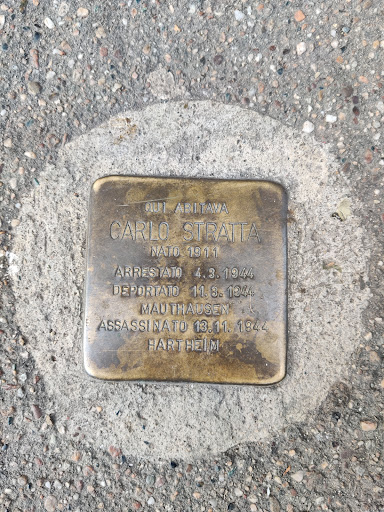 QUI ABITAVA
CARLO STRATTA
NATO 1911
ARRESTATO 4.3.1944
DEPORTATO 11.3.1944
MAUTHAUSEN
ASSASSINATO 13.11.1944
HARTHEIM